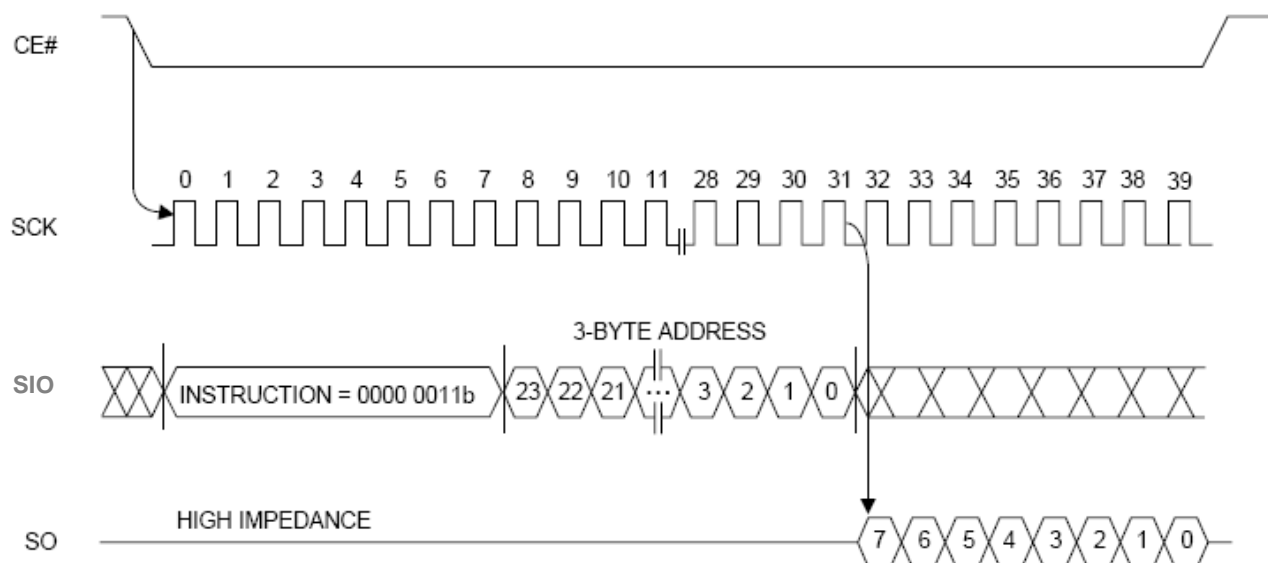 CE#
0 1 2 3 4 5 6 7 8 9 10 11 28 29 30 31 32 33 34 35 36 37 38 39
SCK
3-BYTE ADDRESS
SIO INSTRUCTION = 0000 0011b 23 22 21 ... 3 2 1 0
HIGH IMPEDANCE
SO 7 6 5 4 3 2 1 0